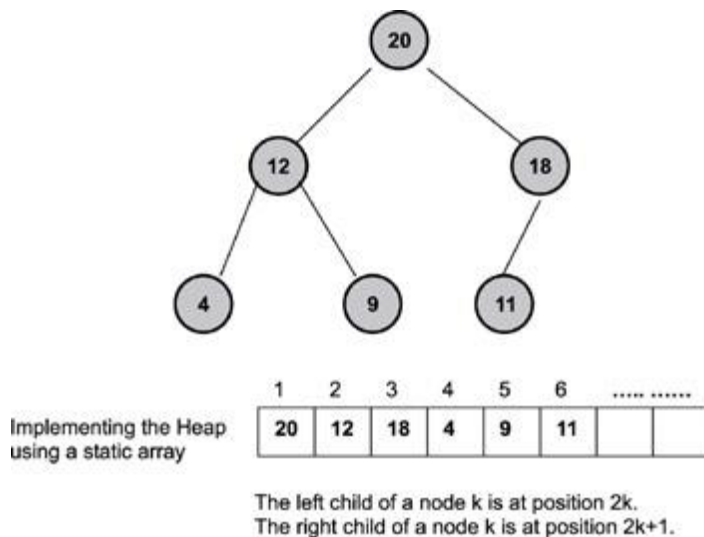 20
12 18
4 9 11
1 2 3 4 5 6 ..... ......
Implementing the Heap
using a static array
20 12 18 4 9 11
The left child of a node k is at position 2k.
The right child of a node k is at position 2k+1.